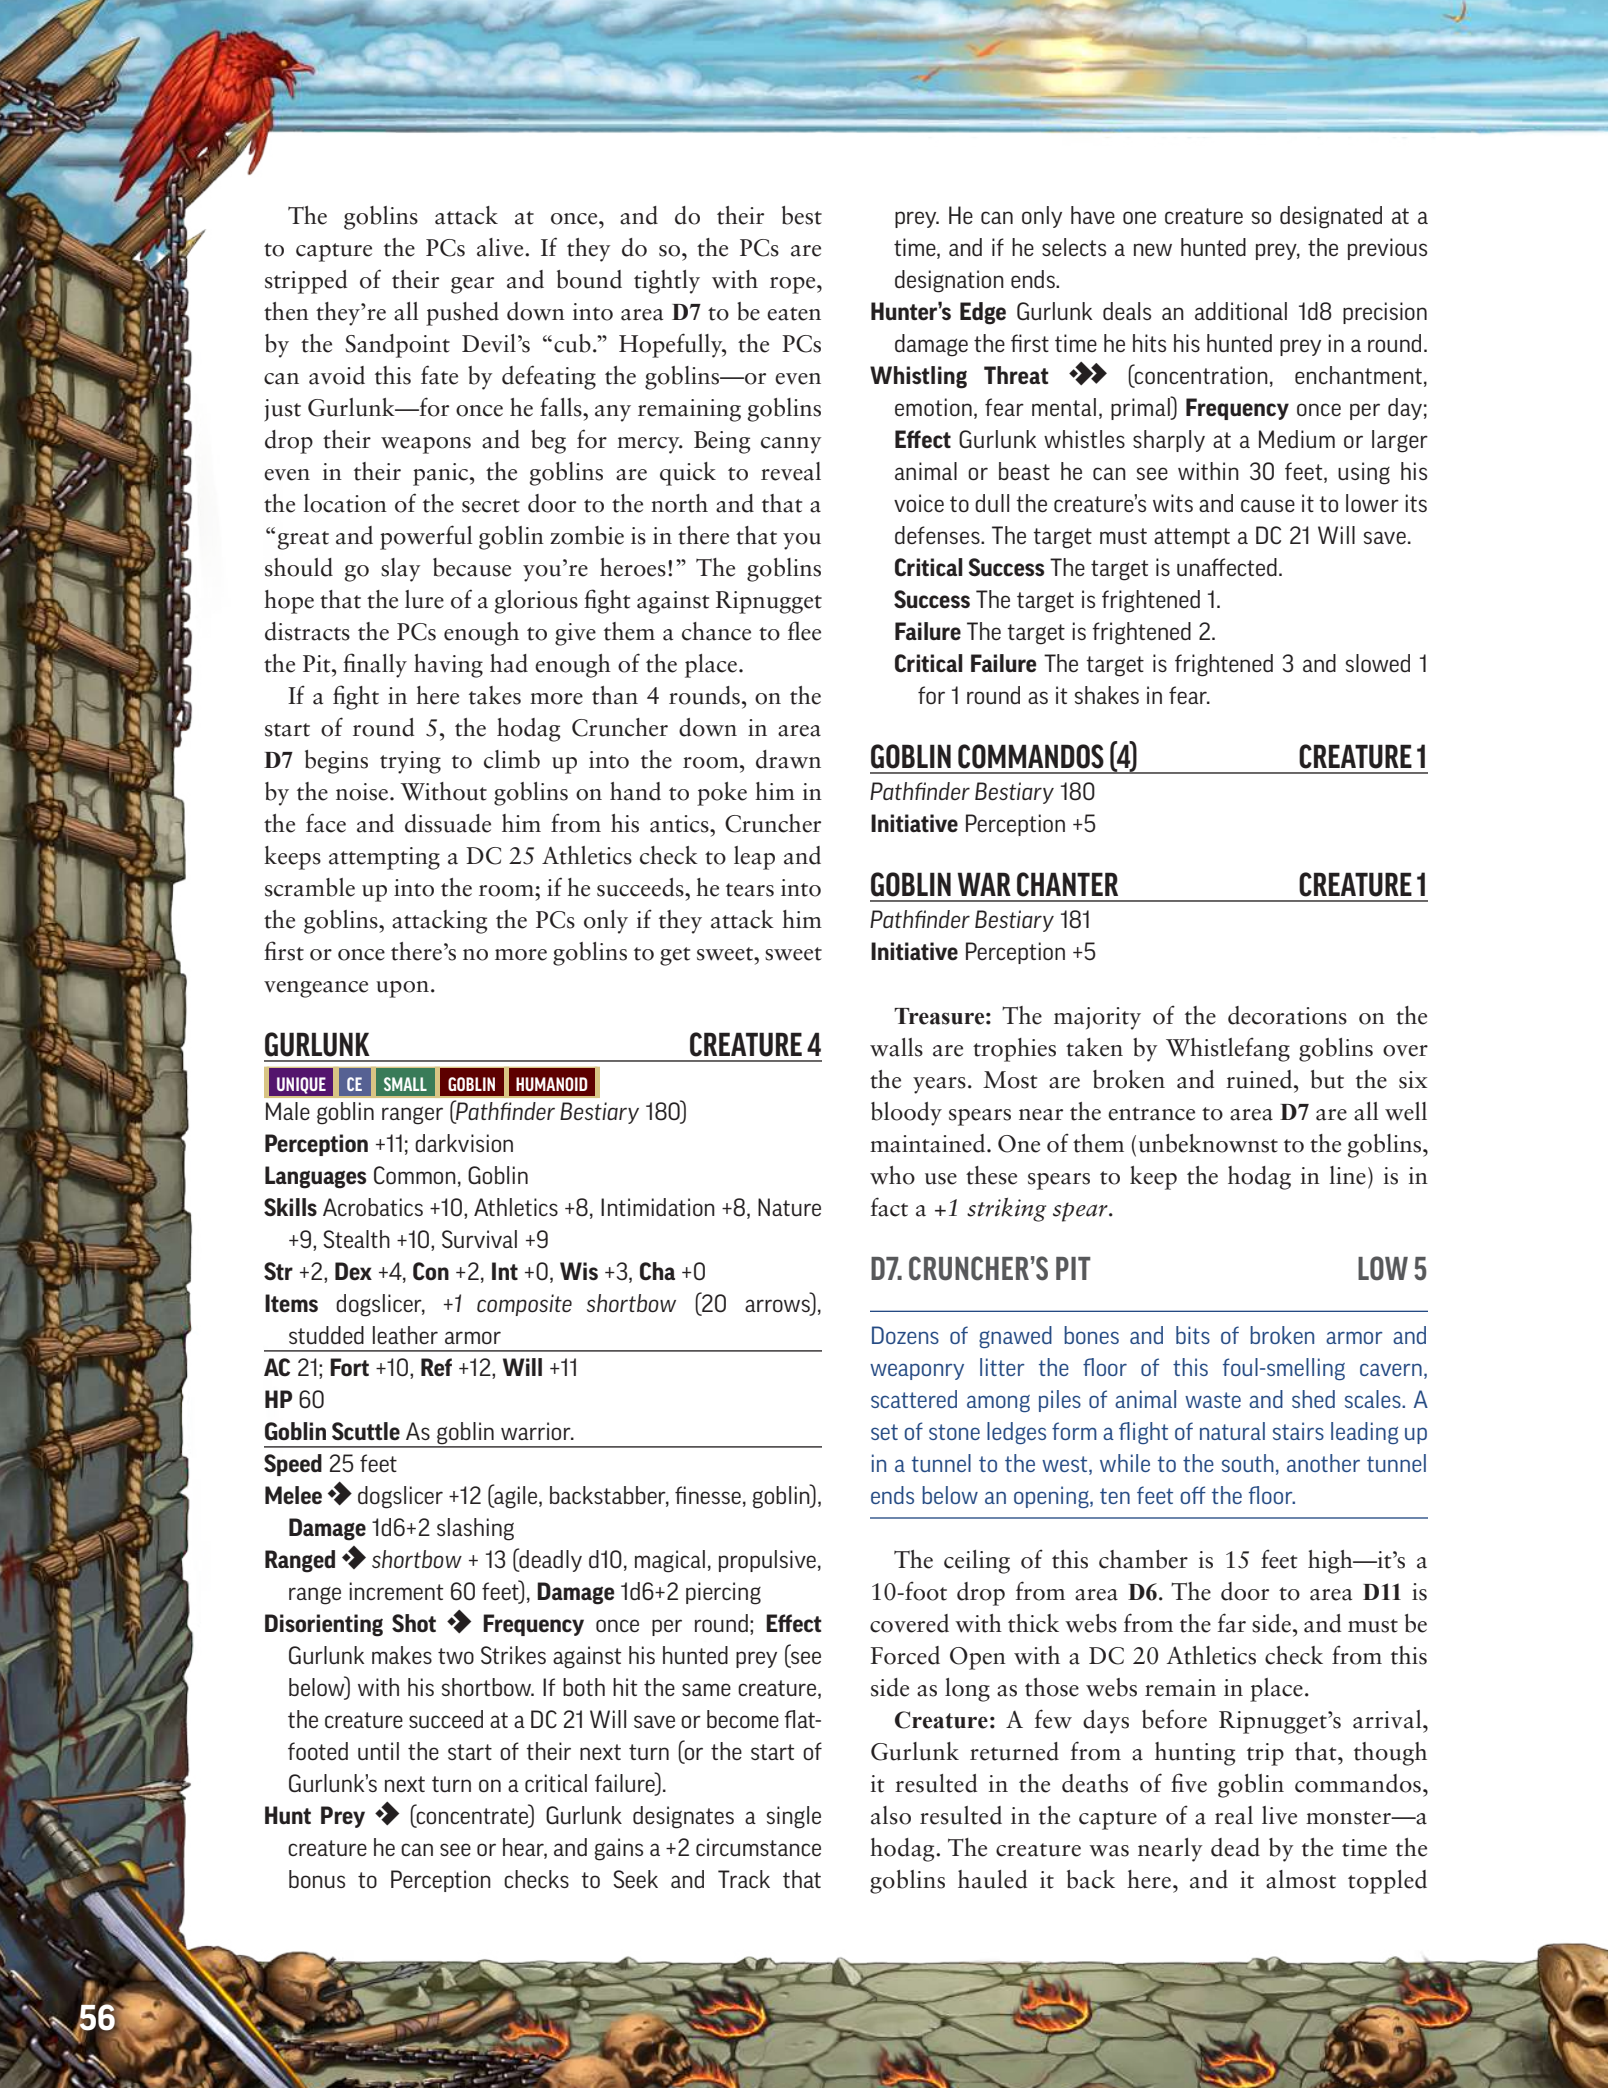 The goblins attack at once, and do their best
to capture the PCs alive. If they do so, the PCs are
stripped of their gear and bound tightly with rope,
then they’re all pushed down into area D7 to be eaten
by the Sandpoint Devil’s “cub.” Hopefully, the PCs
can avoid this fate by defeating the goblins—or even
just Gurlunk—for once he falls, any remaining goblins
drop their weapons and beg for mercy. Being canny
even in their panic, the goblins are quick to reveal
the location of the secret door to the north and that a
“great and powerful goblin zombie is in there that you
should go slay because you’re heroes!” The goblins
hope that the lure of a glorious fight against Ripnugget
distracts the PCs enough to give them a chance to flee
the Pit, finally having had enough of the place.
If a fight in here takes more than 4 rounds, on the
start of round 5, the hodag Cruncher down in area
D7 begins trying to climb up into the room, drawn
by the noise. Without goblins on hand to poke him in
the face and dissuade him from his antics, Cruncher
keeps attempting a DC 25 Athletics check to leap and
scramble up into the room; if he succeeds, he tears into
the goblins, attacking the PCs only if they attack him
first or once there’s no more goblins to get sweet, sweet
vengeance upon.
GURLUNK CREATURE 4
UNIQUE CE SMALL GOBLIN HUMANOID
Male goblin ranger (Pathfinder Bestiary 180)
Perception +11; darkvision
Languages Common, Goblin
Skills Acrobatics +10, Athletics +8, Intimidation +8, Nature
+9, Stealth +10, Survival +9
Str +2, Dex +4, Con +2, Int +0, Wis +3, Cha +0
Items dogslicer, +1 composite shortbow (20 arrows),
studded leather armor
AC 21; Fort +10, Ref +12, Will +11
HP 60
Goblin Scuttle As goblin warrior.
Speed 25 feet
Melee dogslicer +12 (agile, backstabber, finesse, goblin),
Damage 1d6+2 slashing
Ranged shortbow + 13 (deadly d10, magical, propulsive,
range increment 60 feet), Damage 1d6+2 piercing
Disorienting Shot Frequency once per round; Effect
Gurlunk makes two Strikes against his hunted prey (see
below) with his shortbow. If both hit the same creature,
the creature succeed at a DC 21 Will save or become flat-
footed until the start of their next turn (or the start of
Gurlunk’s next turn on a critical failure).
Hunt Prey (concentrate) Gurlunk designates a single
creature he can see or hear, and gains a +2 circumstance
bonus to Perception checks to Seek and Track that
prey. He can only have one creature so designated at a
time, and if he selects a new hunted prey, the previous
designation ends.
Hunter’s Edge Gurlunk deals an additional 1d8 precision
damage the first time he hits his hunted prey in a round.
Whistling Threat (concentration, enchantment,
emotion, fear mental, primal) Frequency once per day;
Effect Gurlunk whistles sharply at a Medium or larger
animal or beast he can see within 30 feet, using his
voice to dull the creature’s wits and cause it to lower its
defenses. The target must attempt a DC 21 Will save.
Critical Success The target is unaffected.
Success The target is frightened 1.
Failure The target is frightened 2.
Critical Failure The target is frightened 3 and slowed 1
for 1 round as it shakes in fear.
GOBLIN COMMANDOS (4) CREATURE 1
Pathfinder Bestiary 180
Initiative Perception +5
GOBLIN WAR CHANTER CREATURE 1
Pathfinder Bestiary 181
Initiative Perception +5
Treasure: The majority of the decorations on the
walls are trophies taken by Whistlefang goblins over
the years. Most are broken and ruined, but the six
bloody spears near the entrance to area D7 are all well
maintained. One of them (unbeknownst to the goblins,
who use these spears to keep the hodag in line) is in
fact a +1 striking spear.
D7. CRUNCHER’S PIT LOW 5
Dozens of gnawed bones and bits of broken armor and
weaponry litter the floor of this foul-smelling cavern,
scattered among piles of animal waste and shed scales. A
set of stone ledges form a flight of natural stairs leading up
in a tunnel to the west, while to the south, another tunnel
ends below an opening, ten feet off the floor.
The ceiling of this chamber is 15 feet high—it’s a
10-foot drop from area D6. The door to area D11 is
covered with thick webs from the far side, and must be
Forced Open with a DC 20 Athletics check from this
side as long as those webs remain in place.
Creature: A few days before Ripnugget’s arrival,
Gurlunk returned from a hunting trip that, though
it resulted in the deaths of five goblin commandos,
also resulted in the capture of a real live monster—a
hodag. The creature was nearly dead by the time the
goblins hauled it back here, and it almost toppled
56